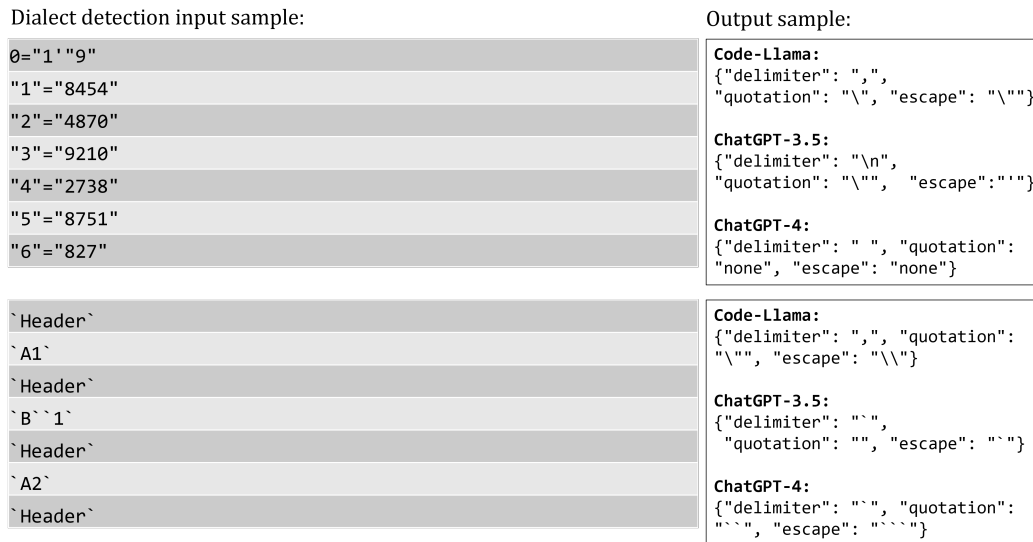 Dialect detection input sample:
0="1'"9"
"1"="8454"
"2"="4870"
"3"="9210"
"4"="2738"
"5"="8751"
"6"="827"
Output sample:
Code-Llama:
{"delimiter": ",",
"quotation": "\", "escape": "\""}
ChatGPT-3.5:
{"delimiter": "\n",
"quotation": "\"",  "escape":"'"}
ChatGPT-4:
{"delimiter": " ", "quotation":
"none", "escape": "none"}
`Header`
`A1`
`Header`
`B``1`
`Header`
`A2`
`Header`
Code-Llama:
{"delimiter": ",", "quotation":
"\"", "escape": "\\"}
ChatGPT-3.5:
{"delimiter": "`",
"quotation": "", "escape": "`"}
ChatGPT-4:
{"delimiter": "`", "quotation":
"``", "escape": "```"}